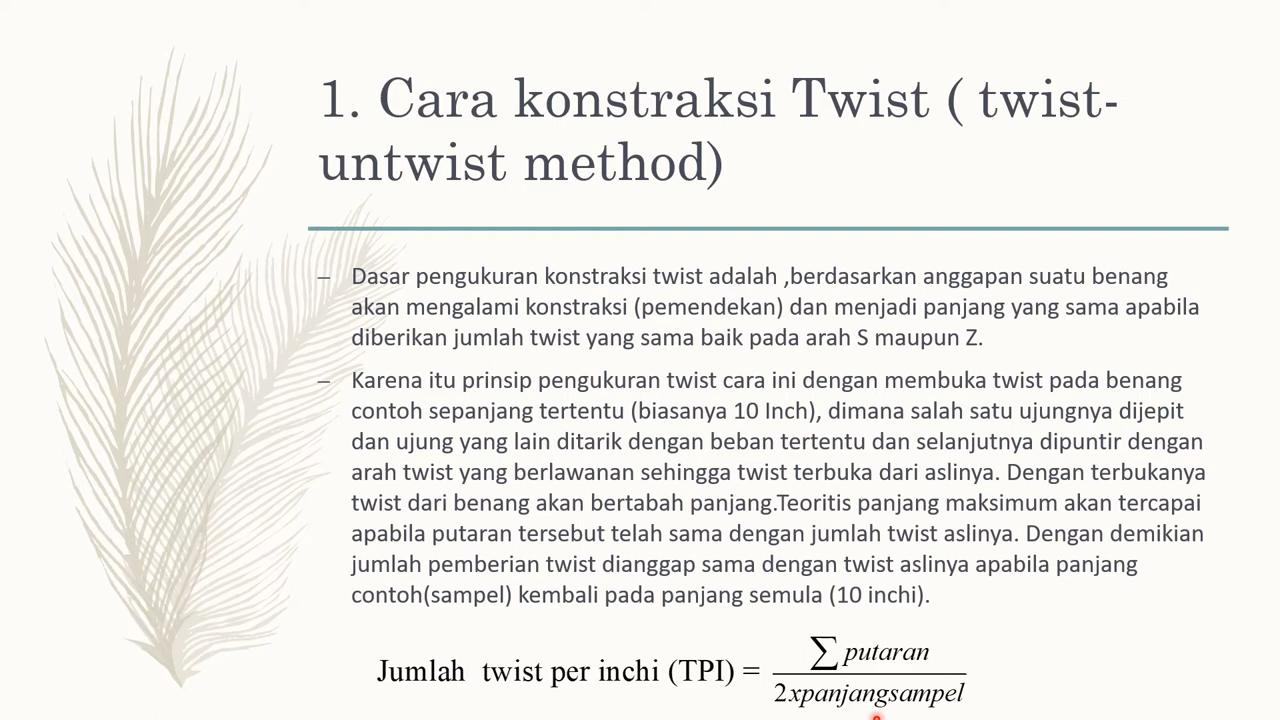 1. Cara konstraksi Twist ( twist-
untwist method)
– Dasar pengukuran konstraksi twist adalah ,berdasarkan anggapan suatu benang
akan mengalami konstraksi (pemendekan) dan menjadi panjang yang sama apabila
diberikan jumlah twist yang sama baik pada arah S maupun Z.
– Karena itu prinsip pengukuran twist cara ini dengan membuka twist pada benang
contoh sepanjang tertentu (biasanya 10 Inch), dimana salah satu ujungnya dijepit
dan ujung yang lain ditarik dengan beban tertentu dan selanjutnya dipuntir dengan
arah twist yang berlawanan sehingga twist terbuka dari aslinya. Dengan terbukanya
twist dari benang akan bertabah panjang.Teoritis panjang maksimum akan tercapai
apabila putaran tersebut telah sama dengan jumlah twist aslinya. Dengan demikian
jumlah pemberian twist dianggap sama dengan twist aslinya apabila panjang
contoh(sampel) kembali pada panjang semula (10 inchi).
Jumlah twist per inchi (TPI) = ∑ putaran
2xpanjangsampel